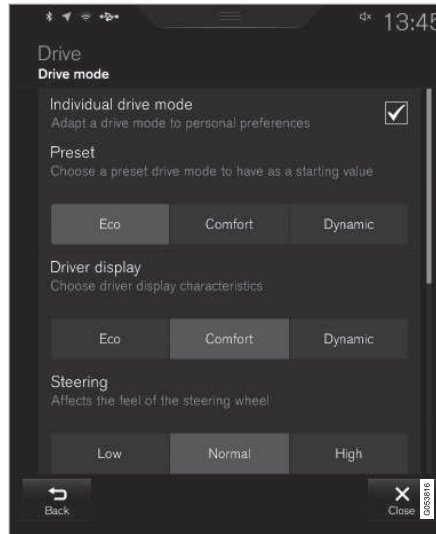 13:45
Drive
Drive mode
Individual drive mode
Adapt a drive mode to personal preferences
Preset
Choose a preset drive mode to have as a starting value
Eco Comfort Dynamic
Driver display
Choose driver display characteristics
Eco Comfort Dynamic
Steering
Affects the feel of the steering wheel
Low Normal High
Back Close
G053816